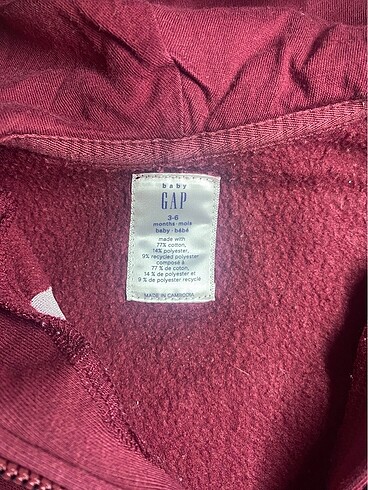 baby
GAP
3-6
months·mois
baby·bébé
made with
77% cotton,
14% polyester,
9% recycled polyester
composé à
77 % de coton,
14 % de polyester et
9 % de polyester recyclé
MADE IN CAMBODIA